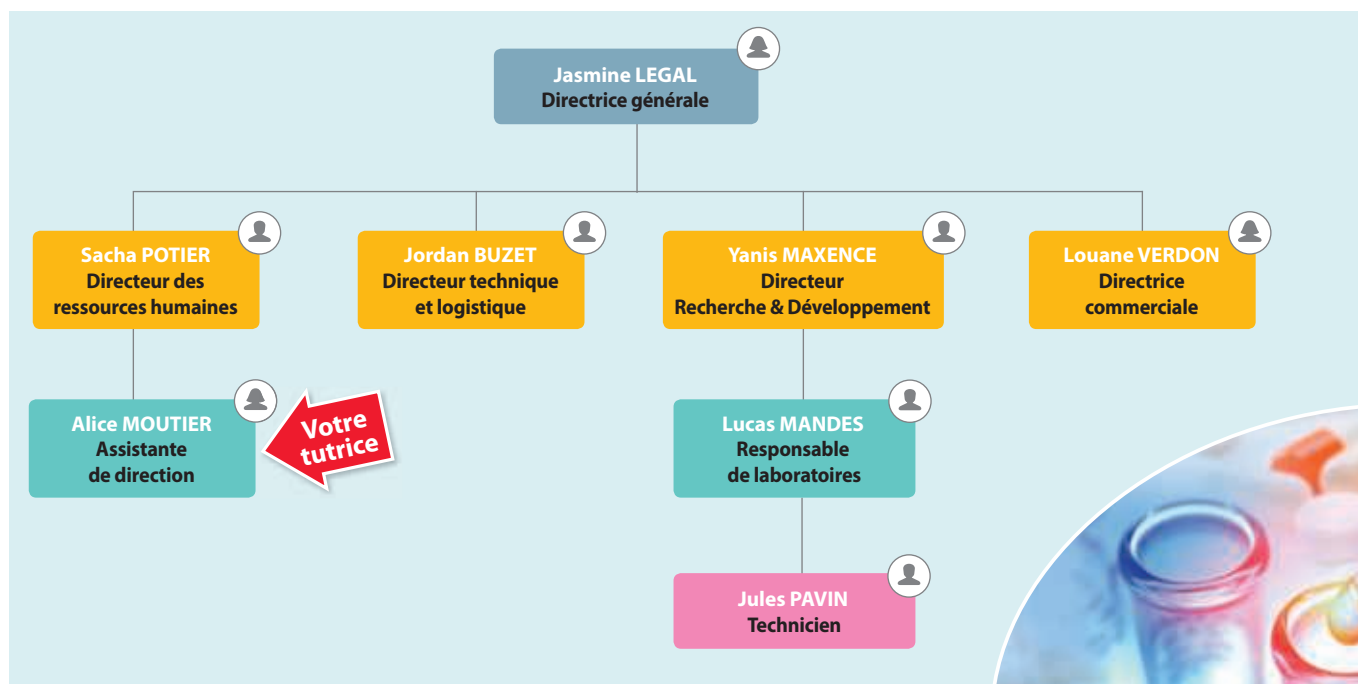 Jasmine LEGAL
Directrice générale
Sacha POTIER
Directeur des
ressources humaines
Jordan BUZET
Directeur technique
et logistique
Yanis MAXENCE
Directeur
Recherche & Développement
Louane VERDON
Directrice
commerciale
Alice MOUTIER
Assistante
de direction
Votre
tutrice
Lucas MANDES
Responsable
de laboratoires
Jules PAVIN
Technicien